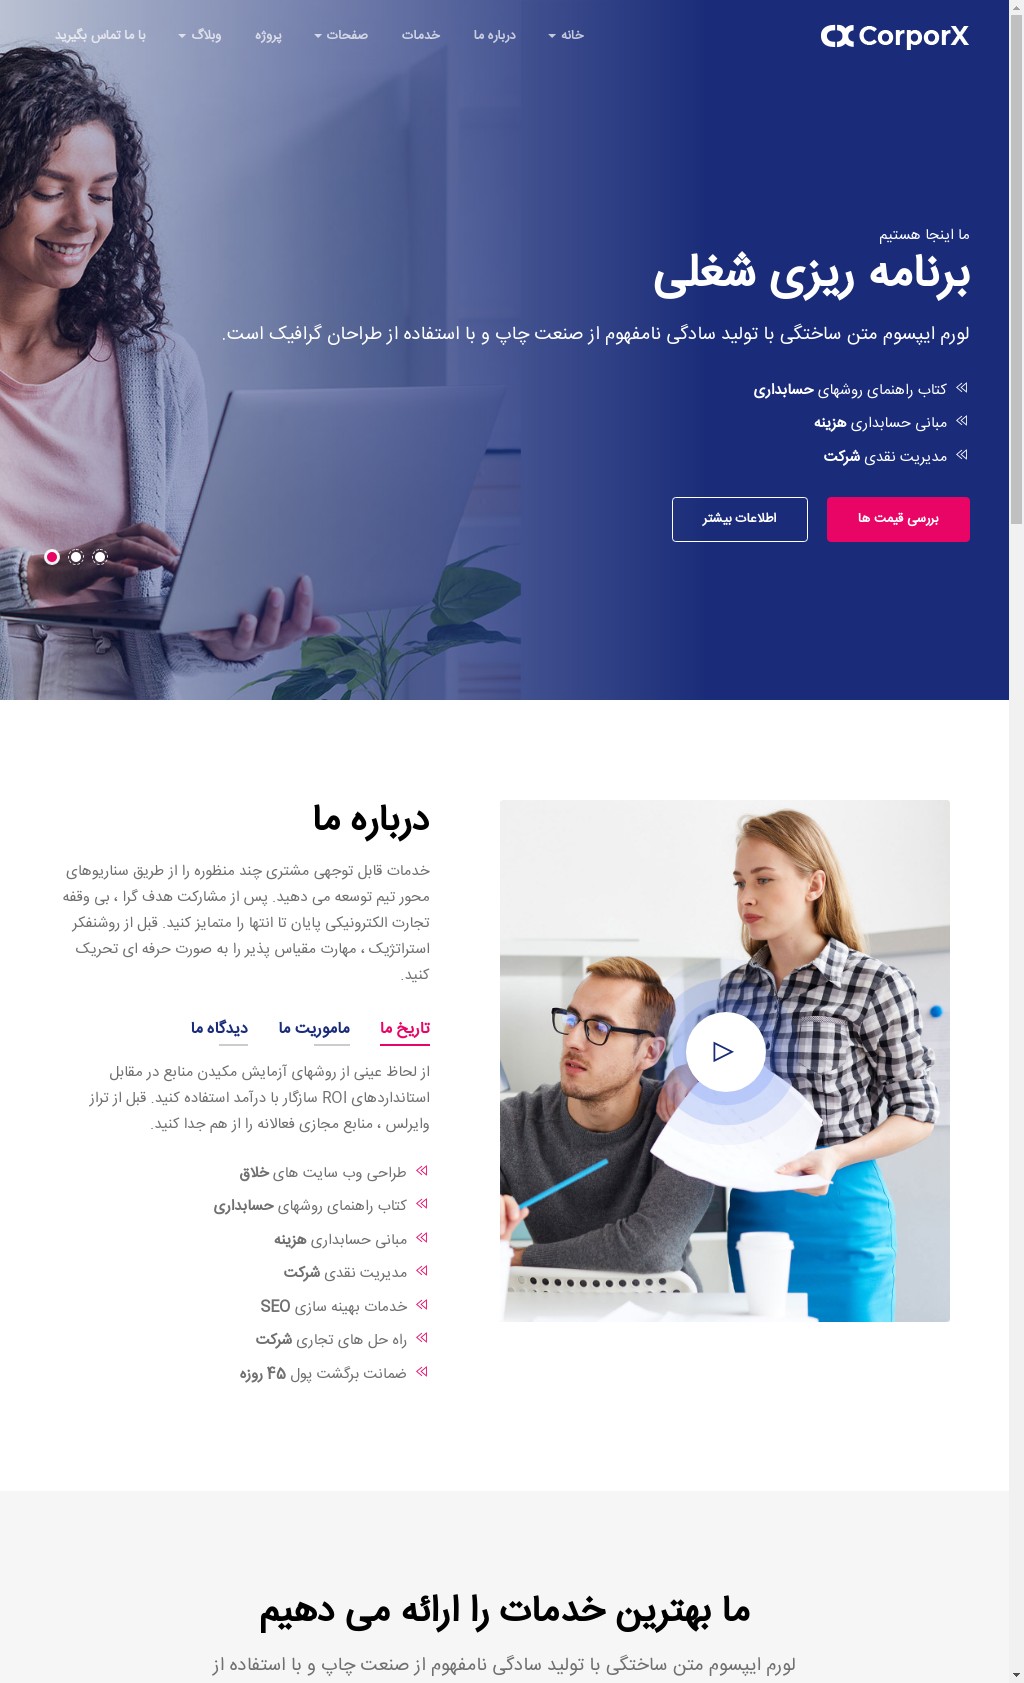 CorporX
خانه
درباره ما
خدمات
صفحات
پروژه
وبلاگ
با ما تماس بگیرید
ما اینجا هستیم
برنامه ریزی شغلی
لورم ایپسوم متن ساختگی با تولید سادگی نامفهوم از صنعت چاپ و با استفاده از طراحان گرافیک است.
کتاب راهنمای روشهای حسابداری
مبانی حسابداری هزینه
مدیریت نقدی شرکت
بررسی قیمت ها
اطلاعات بیشتر
درباره ما
خدمات قابل توجهی مشتری چند منظوره را از طریق سناریوهای
محور تیم توسعه می دهید. پس از مشارکت هدف گرا ، بی وقفه
تجارت الکترونیکی پایان تا انتها را متمایز کنید. قبل از روشنفکر
استراتژیک ، مهارت مقیاس پذیر را به صورت حرفه ای تحریک
کنید.
تاریخ ما
ماموریت ما
دیدگاه ما
از لحاظ عینی از روشهای آزمایش مکیدن منابع در مقابل
استانداردهای ROI سازگار با درآمد استفاده کنید. قبل از تراز
وایرلس ، منابع مجازی فعالانه را از هم جدا کنید.
طراحی وب سایت های خلاق
کتاب راهنمای روشهای حسابداری
مبانی حسابداری هزینه
مدیریت نقدی شرکت
خدمات بهینه سازی SEO
راه حل های تجاری شرکت
ضمانت برگشت پول ۴۵ روزه
ما بهترین خدمات را ارائه می دهیم
لورم ایپسوم متن ساختگی با تولید سادگی نامفهوم از صنعت چاپ و با استفاده از